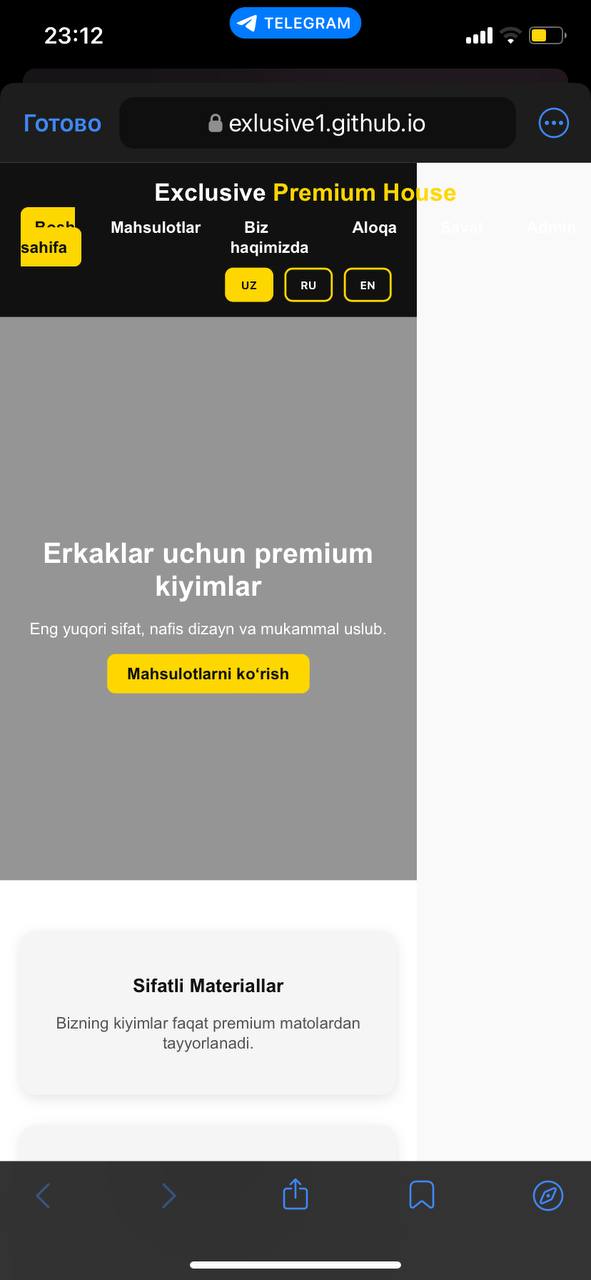 23:12
TELEGRAM
Готово
exlusive1.github.io
Exclusive Premium House
Bosh sahifa
Mahsulotlar
Biz haqimizda
Aloqa
Savat
Admin
UZ
RU
EN
Erkaklar uchun premium
kiyimlar
Eng yuqori sifat, nafis dizayn va mukammal uslub.
Mahsulotlarni ko‘rish
Sifatli Materiallar
Bizning kiyimlar faqat premium matolardan
tayyorlanadi.